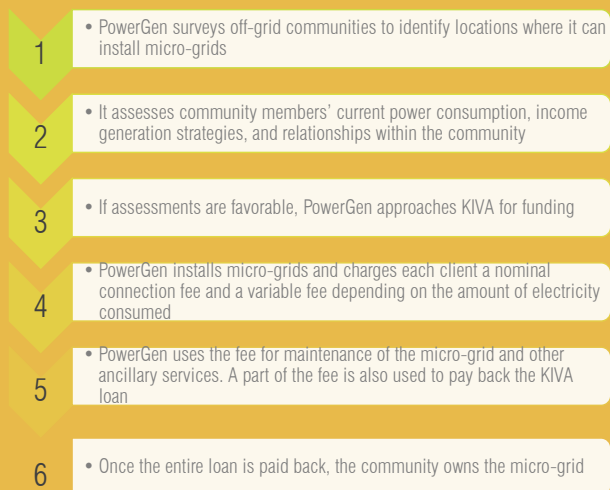 1
• PowerGen surveys off-grid communities to identify locations where it can
install micro-grids
2
• It assesses community members' current power consumption, income
generation strategies, and relationships within the community
3
• If assessments are favorable, PowerGen approaches KIVA for funding
4
• PowerGen installs micro-grids and charges each client a nominal
connection fee and a variable fee depending on the amount of electricity
consumed
5
• PowerGen uses the fee for maintenance of the micro-grid and other
ancillary services. A part of the fee is also used to pay back the KIVA
loan
6
• Once the entire loan is paid back, the community owns the micro-grid